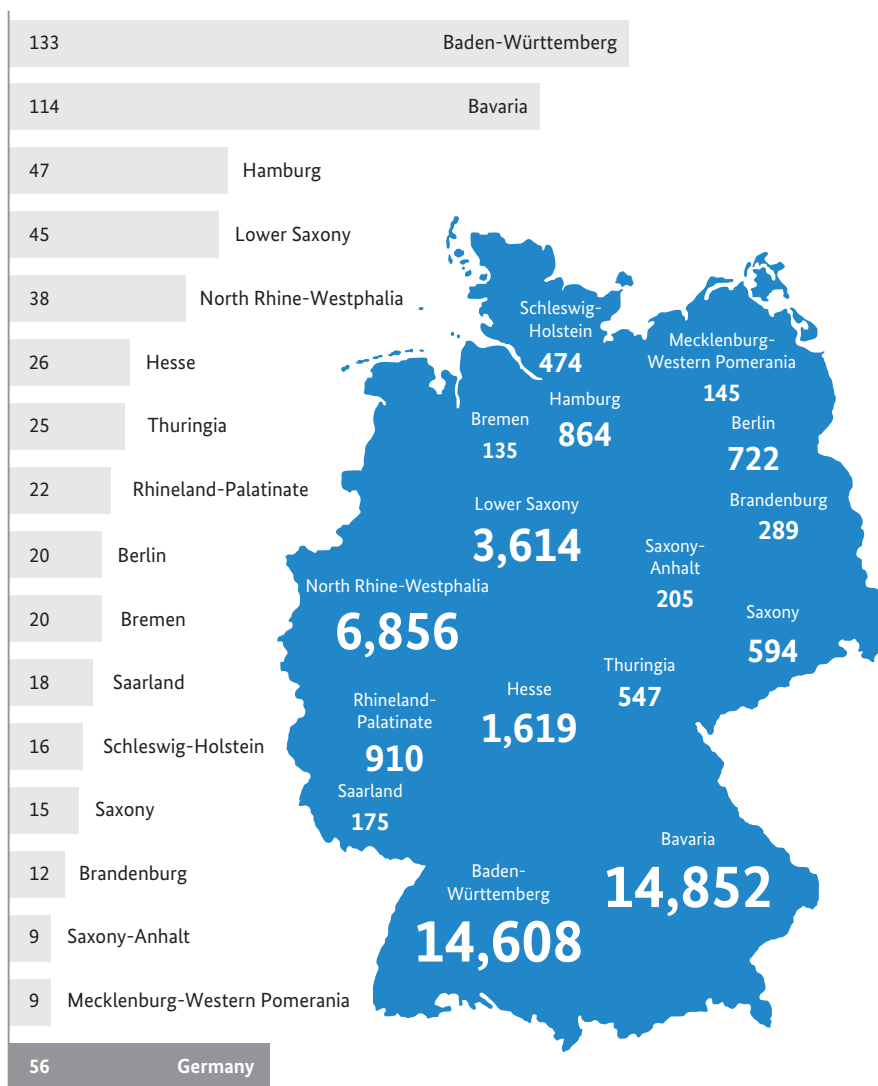 133 Baden-Württemberg
114 Bavaria
47 Hamburg
45 Lower Saxony
38 North Rhine-Westphalia
26 Hesse
25 Thuringia
22 Rhineland-Palatinate
20 Berlin
20 Bremen
18 Saarland
16 Schleswig-Holstein
15 Saxony
12 Brandenburg
9 Saxony-Anhalt
9 Mecklenburg-Western Pomerania
56 Germany
Schleswig-
Holstein
474
Mecklenburg-
Western Pomerania
145
Hamburg
864
Bremen
135
Berlin
722
Lower Saxony
3,614
Brandenburg
289
Saxony-
Anhalt
205
North Rhine-Westphalia
6,856
Saxony
594
Thuringia
547
Hesse
1,619
Rhineland-
Palatinate
910
Saarland
175
Bavaria
14,852
Baden-
Württemberg
14,608